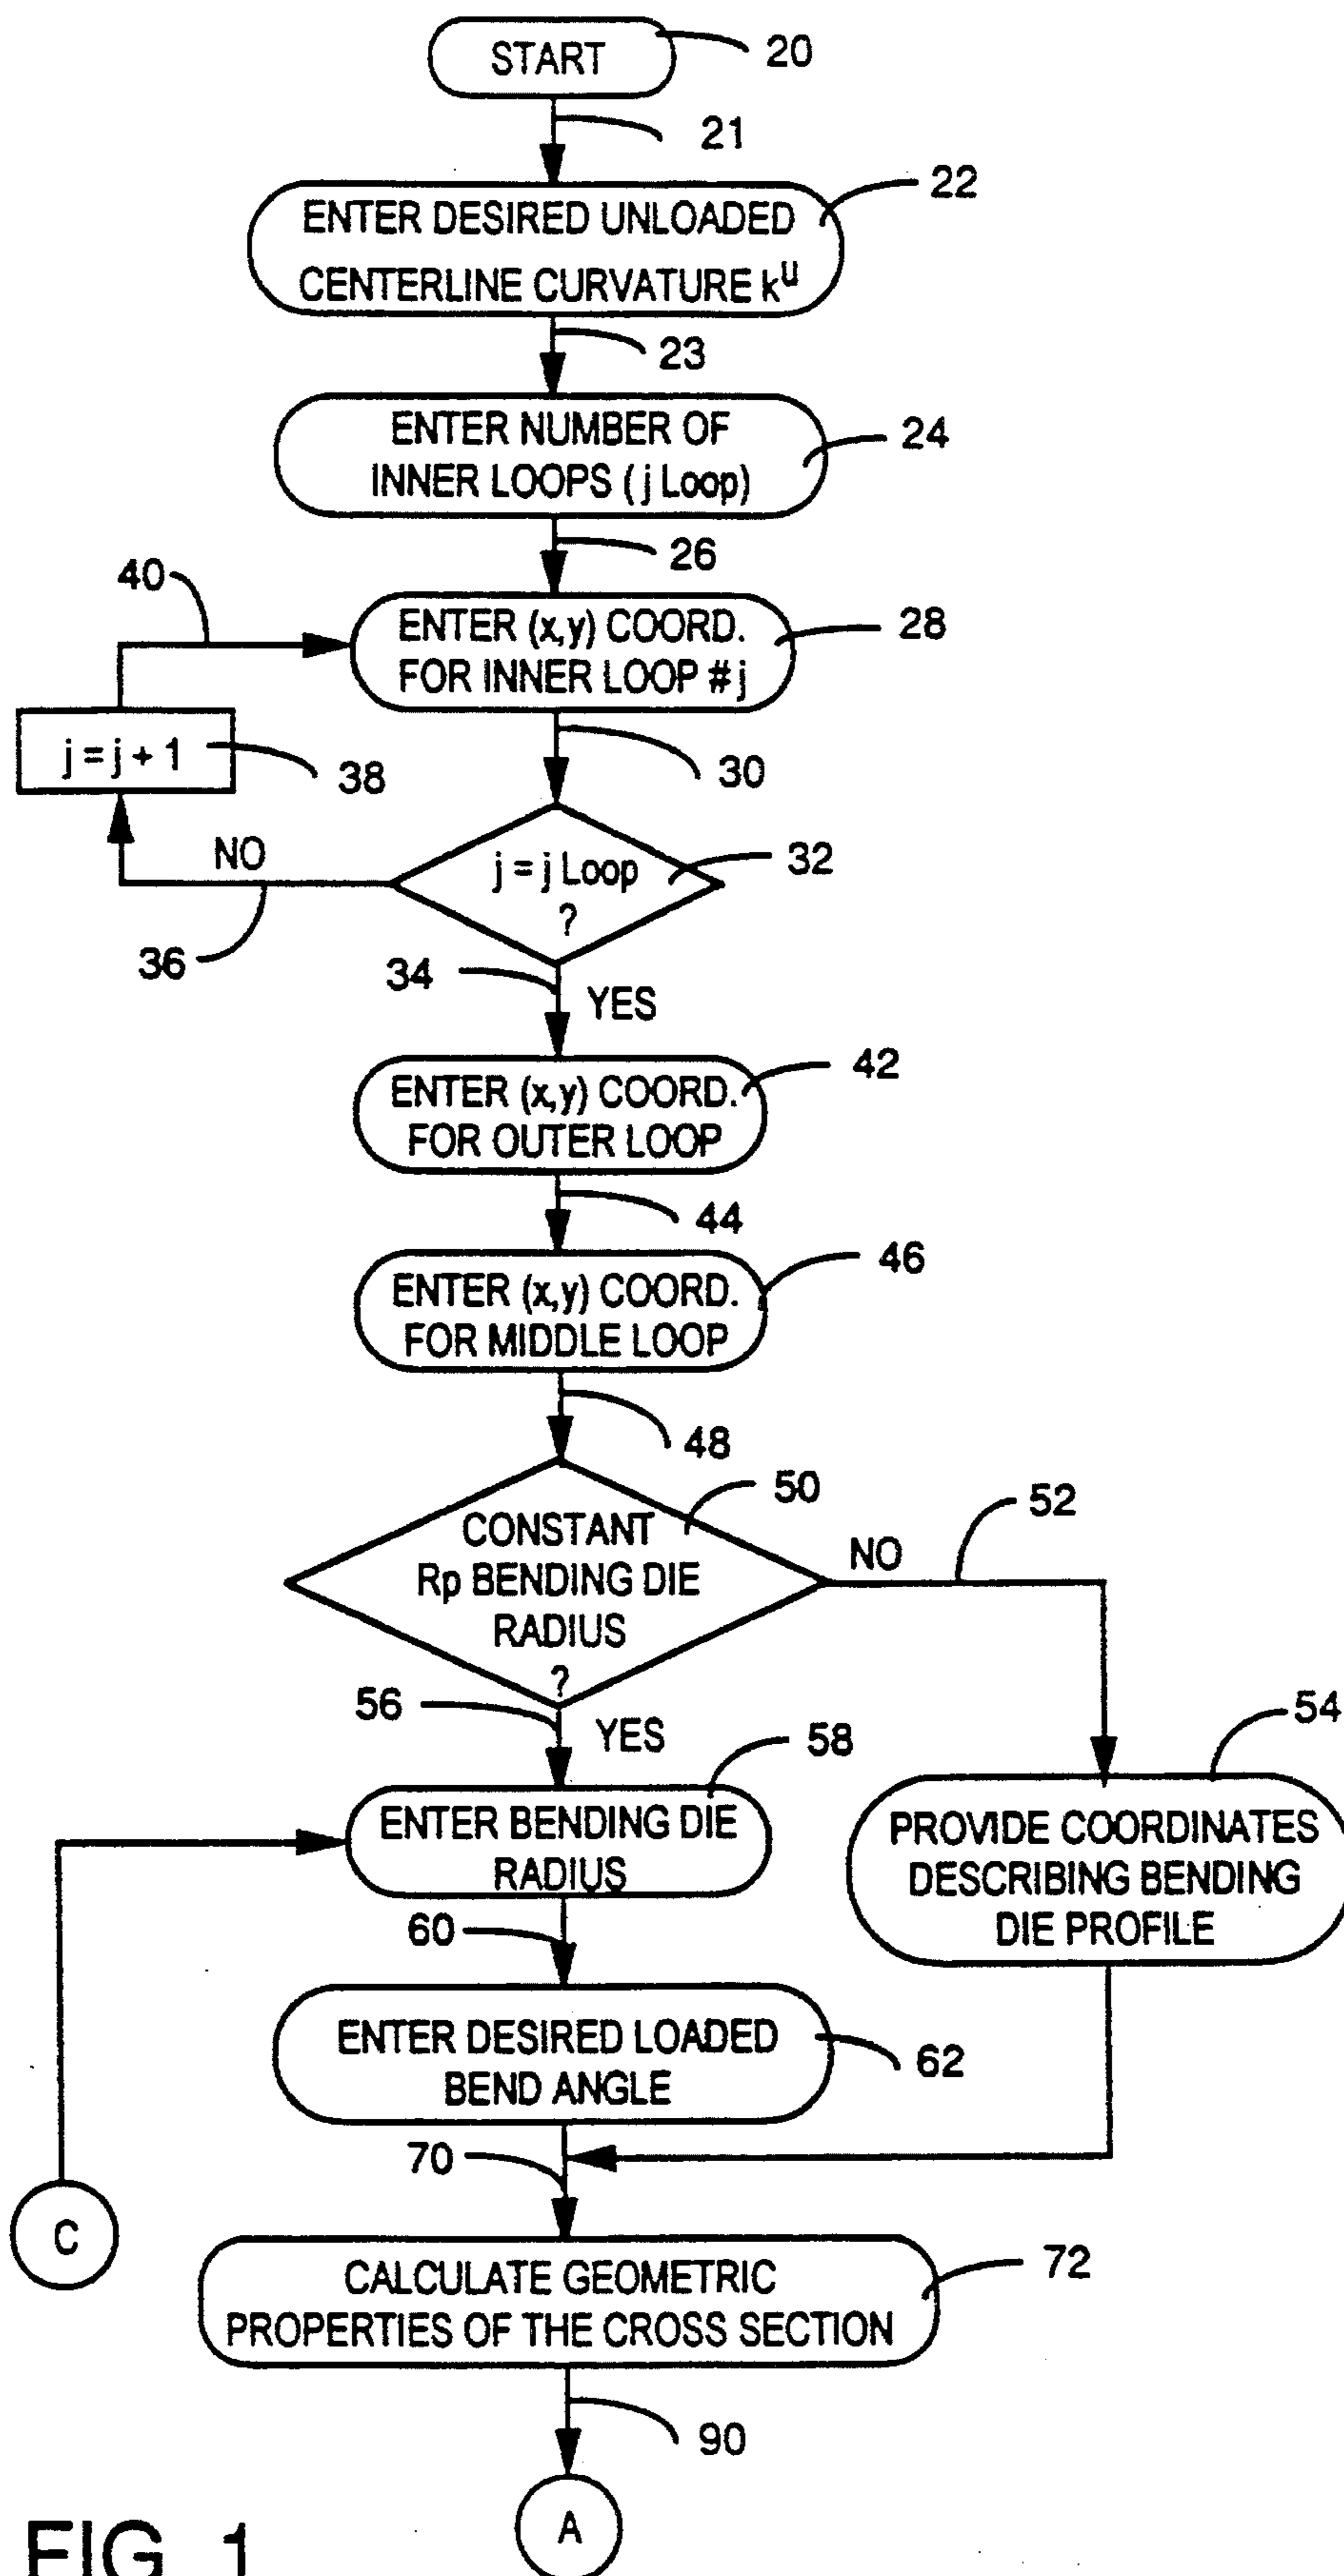 START
20
21
ENTER DESIRED UNLOADED
CENTERLINE CURVATURE k^u
22
23
ENTER NUMBER OF
INNER LOOPS ( j Loop)
24
26
40
ENTER (x,y) COORD.
FOR INNER LOOP # j
28
j = j + 1
38
30
NO
j = j Loop
?
32
36
34
YES
ENTER (x,y) COORD.
FOR OUTER LOOP
42
44
ENTER (x,y) COORD.
FOR MIDDLE LOOP
46
48
CONSTANT
Rp BENDING DIE
RADIUS
?
50
NO
52
56
YES
58
54
ENTER BENDING DIE
RADIUS
PROVIDE COORDINATES
DESCRIBING BENDING
DIE PROFILE
60
ENTER DESIRED LOADED
BEND ANGLE
62
70
C
CALCULATE GEOMETRIC
PROPERTIES OF THE CROSS SECTION
72
90
A
FIG. 1